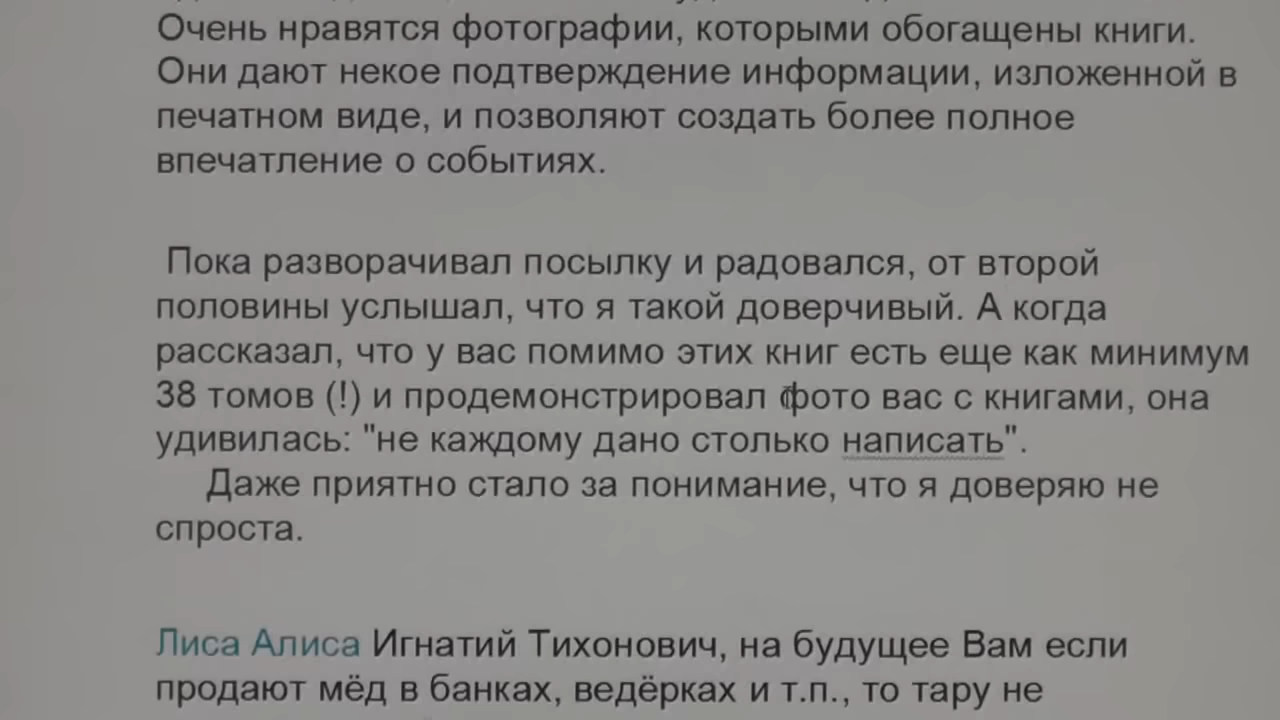 Очень нравятся фотографии, которыми обогащены книги.
Они дают некое подтверждение информации, изложенной в
печатном виде, и позволяют создать более полное
впечатление о событиях.
Пока разворачивал посылку и радовался, от второй
половины услышал, что я такой доверчивый. А когда
рассказал, что у вас помимо этих книг есть еще как минимум
38 томов (!) и продемонстрировал фото вас с книгами, она
удивилась: "не каждому дано столько написать".
Даже приятно стало за понимание, что я доверяю не
спроста.
Лиса Алиса Игнатий Тихонович, на будущее Вам если
продают мёд в банках, ведёрках и т.п., то тару не